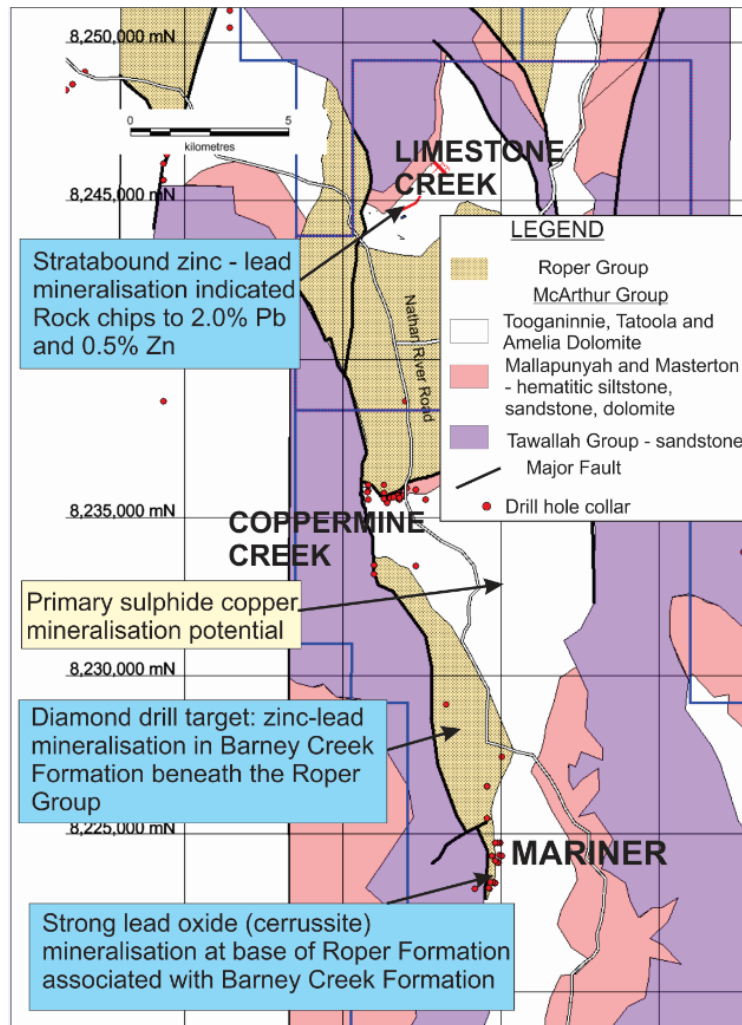 8,250,000 mN
0 5
kilometres
LIMESTONE
CREEK
8,245,000 mN
LEGEND
Roper Group
McArthur Group
Tooganinnie, Tatoola and
Amelia Dolomite
Mallapunyah and Masterton
- hematitic siltstone,
sandstone, dolomite
Tawallah Group - sandstone
Major Fault
Drill hole collar
Stratabound zinc - lead
mineralisation indicated
Rock chips to 2.0% Pb
and 0.5% Zn
Nathan River Road
8,235,000 mN
COPPERMINE
CREEK
Primary sulphide copper
mineralisation potential
8,230,000 mN
Diamond drill target: zinc-lead
mineralisation in Barney Creek
Formation beneath the Roper
Group
8,225,000 mN
MARINER
Strong lead oxide (cerrussite)
mineralisation at base of Roper Formation
associated with Barney Creek Formation